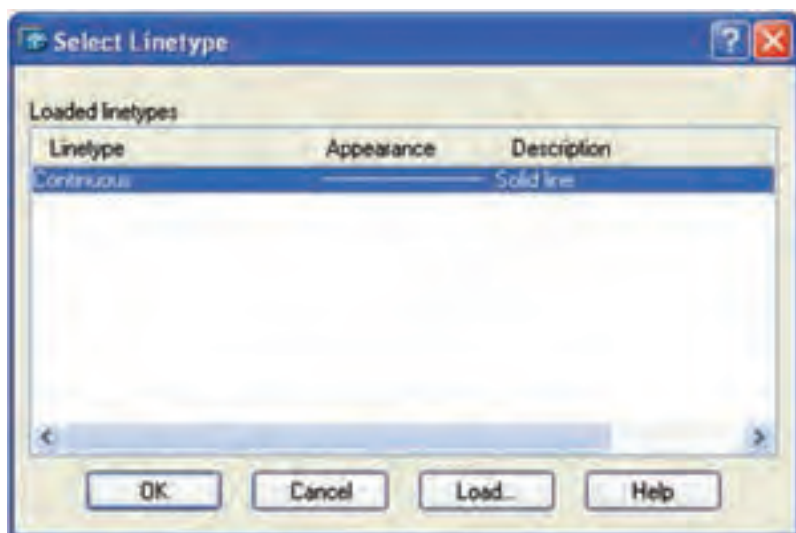 Select Linetype
Loaded linetypes
Linetype Appearance Description
Continuous Solid line
OK Cancel Load... Help